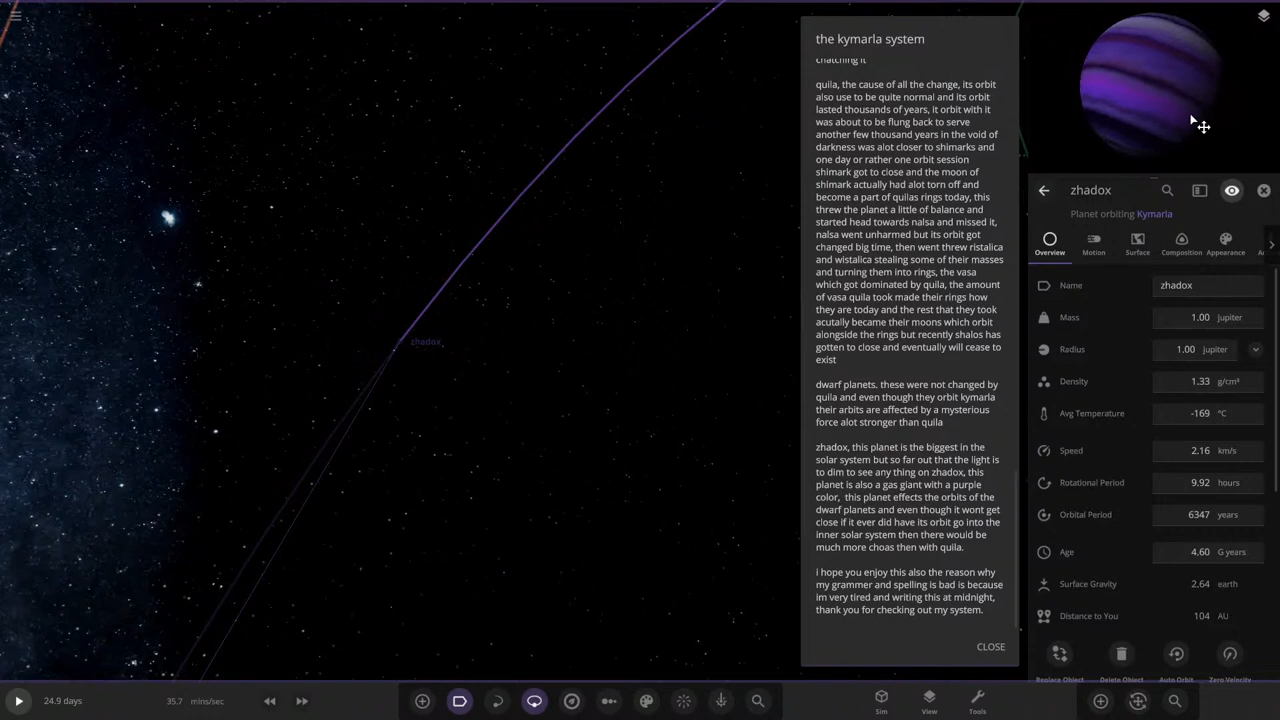 the kymarla system
chatching it
quila, the cause of all the change, its orbit
also use to be quite normal and its orbit
lasted thousands of years, it orbit with it
was about to be flung back to serve
another few thousand years in the void of
darkness was alot closer to shimarks and
one day or rather one orbit session
shimark got to close and the moon of
shimark actually had alot torn off and
become a part of quilas rings today, this
threw the planet a little of balance and
started head towards nalsa and missed it,
nalsa went unharmed but its orbit got
changed big time, then went threw ristalica
and wistalica stealing some of their masses
and turning them into rings, the vasa
which got dominated by quila, the amount
of vasa quila took made their rings how
they are today and the rest that they took
acutally became their moons which orbit
alongside the rings but recently shalos has
gotten to close and eventually will cease to
exist
dwarf planets. these were not changed by
quila and even though they orbit kymarla
their arbits are affected by a mysterious
force alot stronger than quila
zhadox, this planet is the biggest in the
solar system but so far out that the light is
to dim to see any thing on zhadox, this
planet is also a gas giant with a purple
color,  this planet effects the orbits of the
dwarf planets and even though it wont get
close if it ever did have its orbit go into the
inner solar system then there would be
much more choas then with quila.
i hope you enjoy this also the reason why
my grammer and spelling is bad is because
im very tired and writing this at midnight,
thank you for checking out my system.
CLOSE
zhadox
zhadox
Planet orbiting Kymarla
Overview Motion Surface Composition Appearance
Name zhadox
Mass 1.00 Jupiter
Radius 1.00 Jupiter
Density 1.33 g/cm³
Avg Temperature -169 °C
Speed 2.16 km/s
Rotational Period 9.92 hours
Orbital Period 6347 years
Age 4.60 G years
Surface Gravity 2.64 earth
Distance to You 104 AU
Replace Object Delete Object Auto Orbit Zero Velocity
24.9 days 35.7 mins/sec Sim View Tools